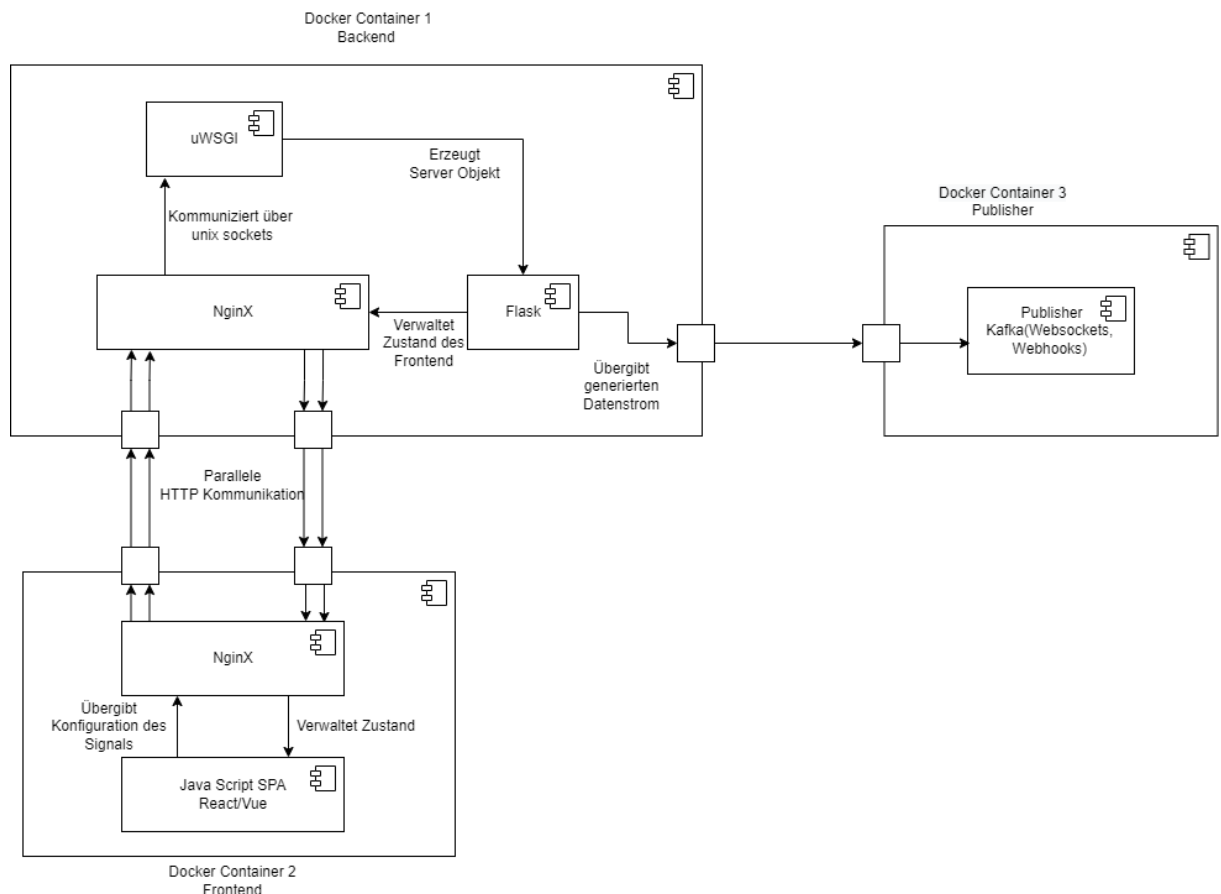 Docker Container 1
Backend
uWSGI
Erzeugt
Server Objekt
Kommuniziert über
unix sockets
NginX
Verwaltet
Zustand des
Frontend
Flask
Übergibt
generierten
Datenstrom
Docker Container 3
Publisher
Publisher
Kafka(Websockets,
Webhooks)
Parallele
HTTP Kommunikation
NginX
Übergibt
Konfiguration des
Signals
Verwaltet Zustand
Java Script SPA
React/Vue
Docker Container 2
Frontend